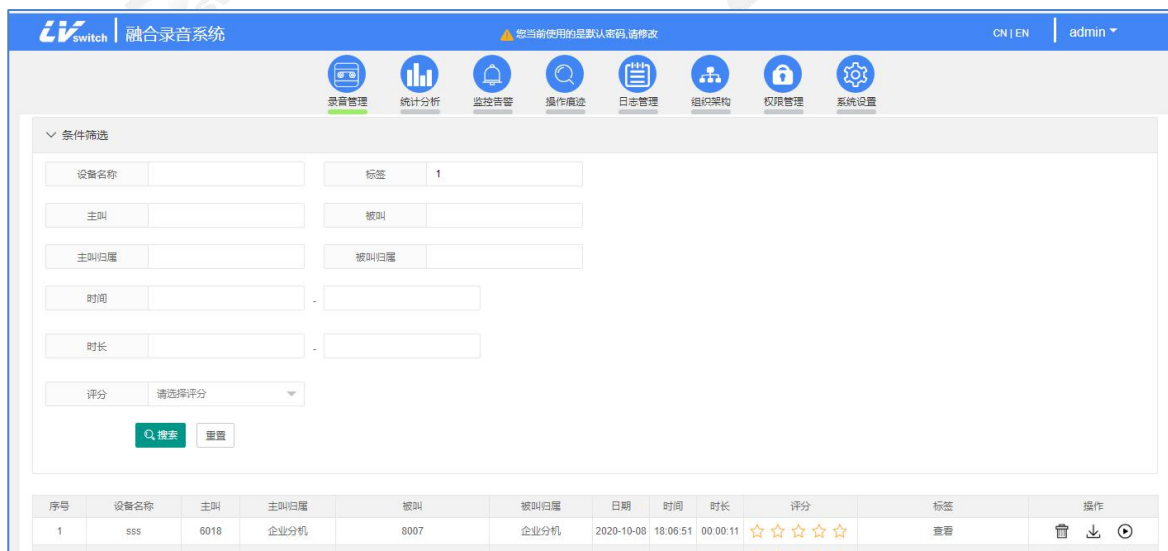 LVswitch 融合录音系统 您当前使用的是默认密码,请修改 CN | EN admin
录音管理 统计分析 监控告警 操作痕迹 日志管理 组织架构 权限管理 系统设置
条件筛选
设备名称 标签 1
主叫 被叫
主叫归属 被叫归属
时间 -
时长 -
评分 请选择评分
搜索 重置
序号 设备名称 主叫 主叫归属 被叫 被叫归属 日期 时间 时长 评分 标签 操作
1 sss 6018 企业分机 8007 企业分机 2020-10-08 18:06:51 00:00:11 查看